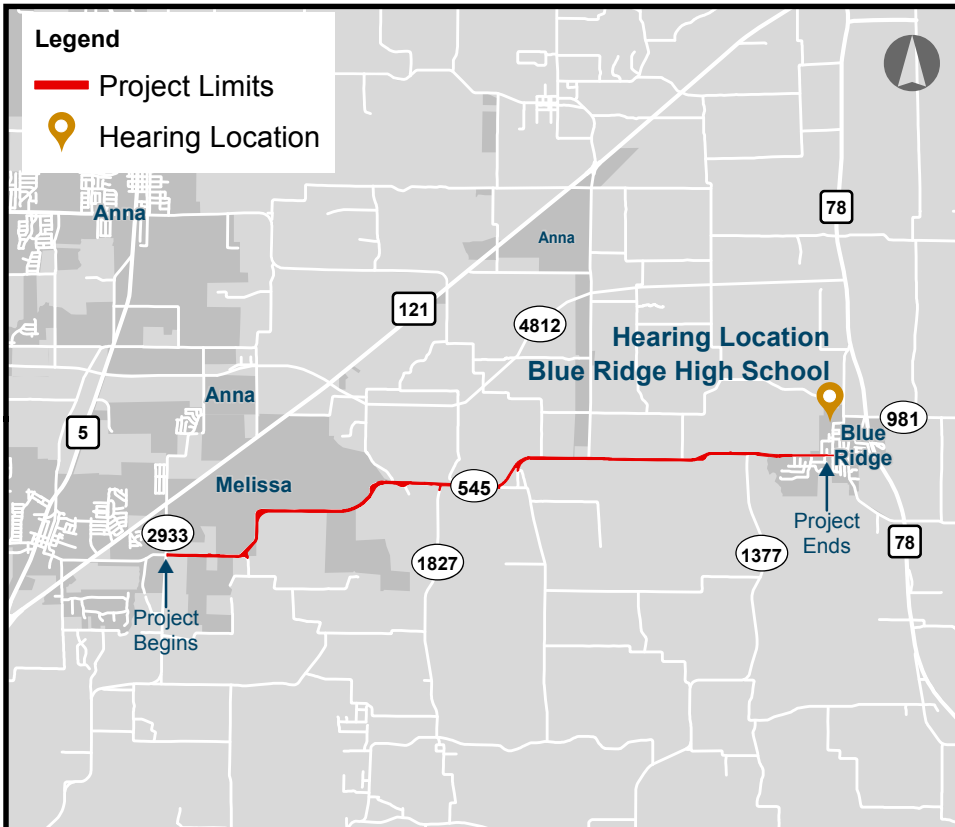 Legend
Project Limits
Hearing Location
78
Anna
Anna
121
4812
Hearing Location
Blue Ridge High School
Anna
981
5
Blue
Ridge
Melissa
545
Project
Ends
2933
78
1377
1827
Project
Begins